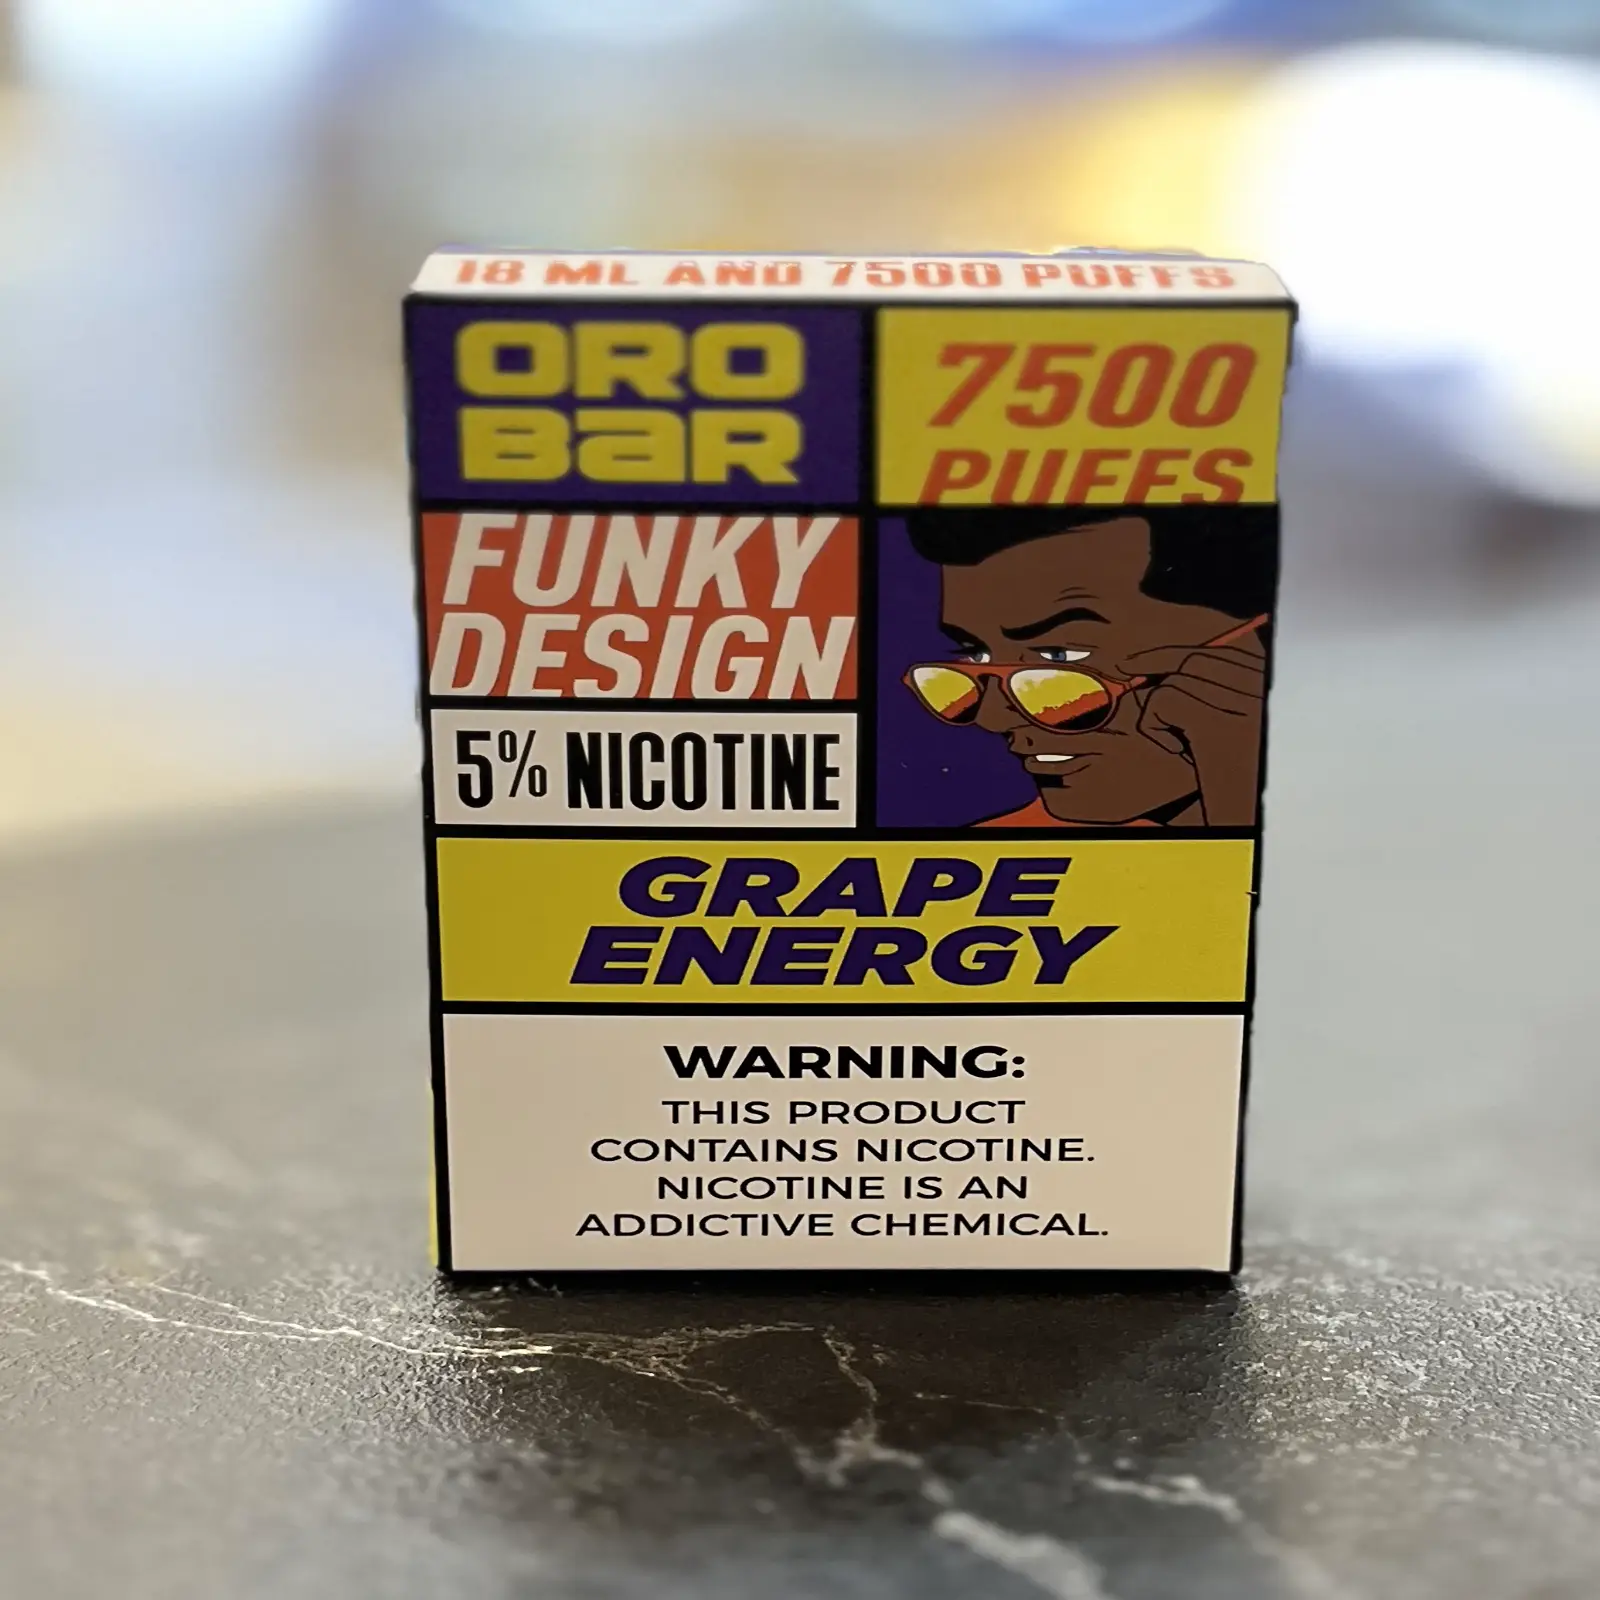 18 ML AND 7500 PUFFS
ORO
BaR
7500
PUFFS
FUNKY
DESIGN
5% NICOTINE
GRAPE
ENERGY
WARNING:
THIS PRODUCT
CONTAINS NICOTINE.
NICOTINE IS AN
ADDICTIVE CHEMICAL.